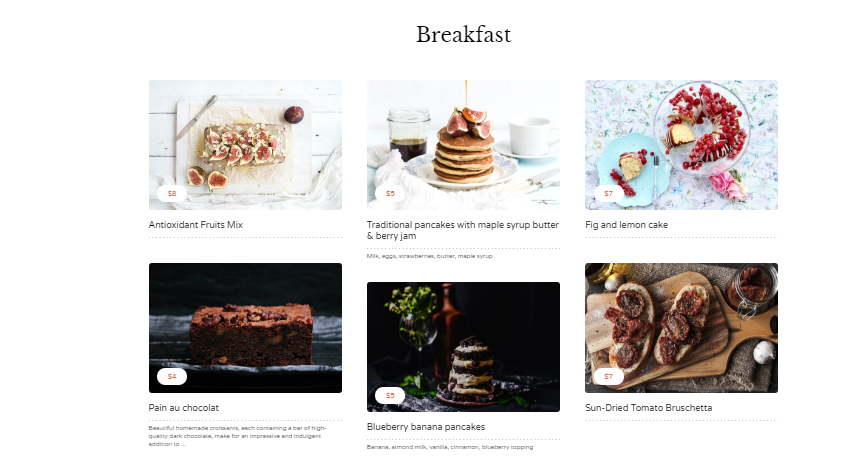 Breakfast
$8
Antioxidant Fruits Mix
$5
Traditional pancakes with maple syrup butter
& berry jam
Milk, eggs, strawberries, butter, maple syrup
$7
Fig and lemon cake
$4
Pain au chocolat
Beautiful homemade croissants, each containing a bar of high-
quality dark chocolate, make for an impressive and indulgent
addition to ...
$5
Blueberry banana pancakes
Banana, almond milk, vanilla, cinnamon, blueberry topping
$7
Sun-Dried Tomato Bruschetta